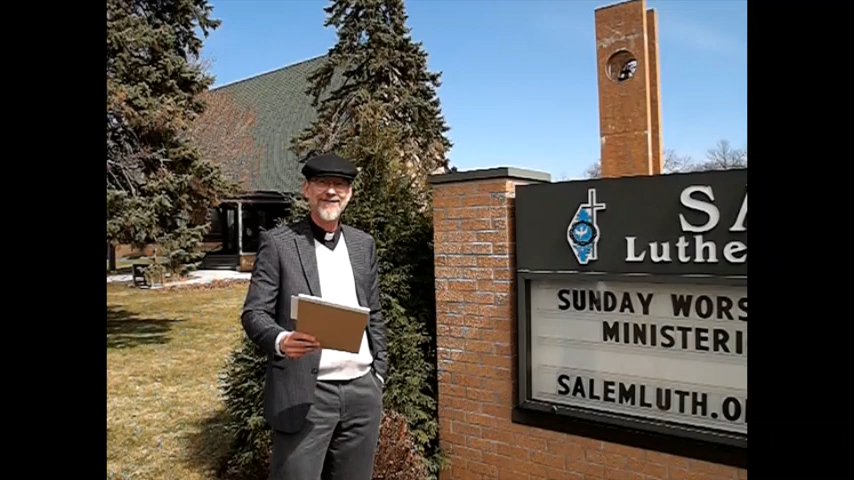 SA
Luthe
SUNDAY WORS
MINISTERI
SALEMLUTH.O